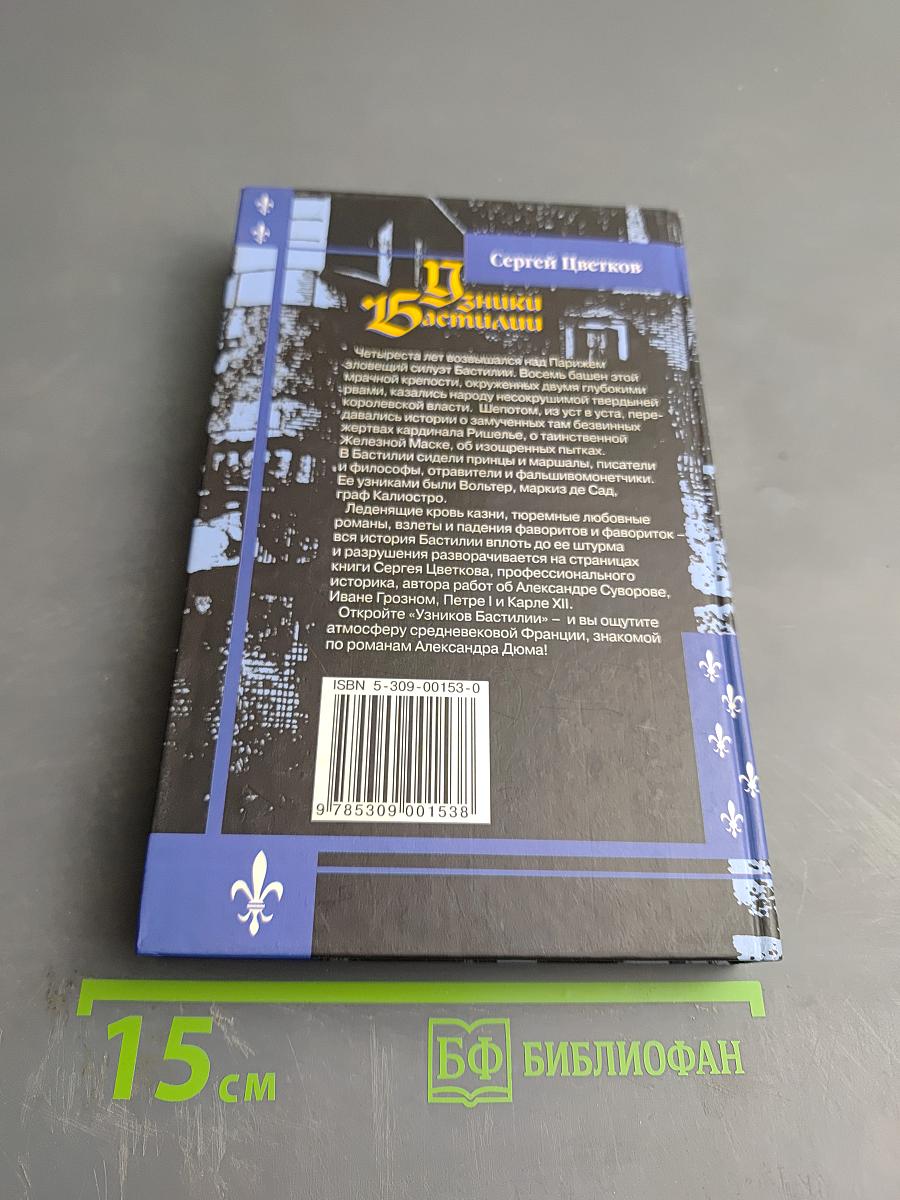 Сергей Цветков
Узники
Бастилии
Четыреста лет возвышался над Парижем
зловещий силуэт Бастилии. Восемь башен этой
мрачной крепости, окруженных двумя глубокими
рвами, казались народу несокрушимой твердыней
королевской власти. Шепотом, из уст в уста, пере-
давались истории о замученных там безвинных
жертвах кардинала Ришелье, о таинственной
Железной Маске, об изощренных пытках.
В Бастилии сидели принцы и маршалы, писатели
и философы, отравители и фальшивомонетчики.
Ее узниками были Вольтер, маркиз де Сад,
граф Калиостро.
Леденящие кровь казни, тюремные любовные
романы, взлеты и падения фаворитов и фавориток –
вся история Бастилии вплоть до ее штурма
и разрушения разворачивается на страницах
книги Сергея Цветкова, профессионального
историка, автора работ об Александре Суворове,
Иване Грозном, Петре I и Карле XII.
Откройте «Узников Бастилии» – и вы ощутите
атмосферу средневековой Франции, знакомой
по романам Александра Дюма!
ISBN 5-309-00153-0
9 785309 001538
15 см
БФ БИБЛИОФАН